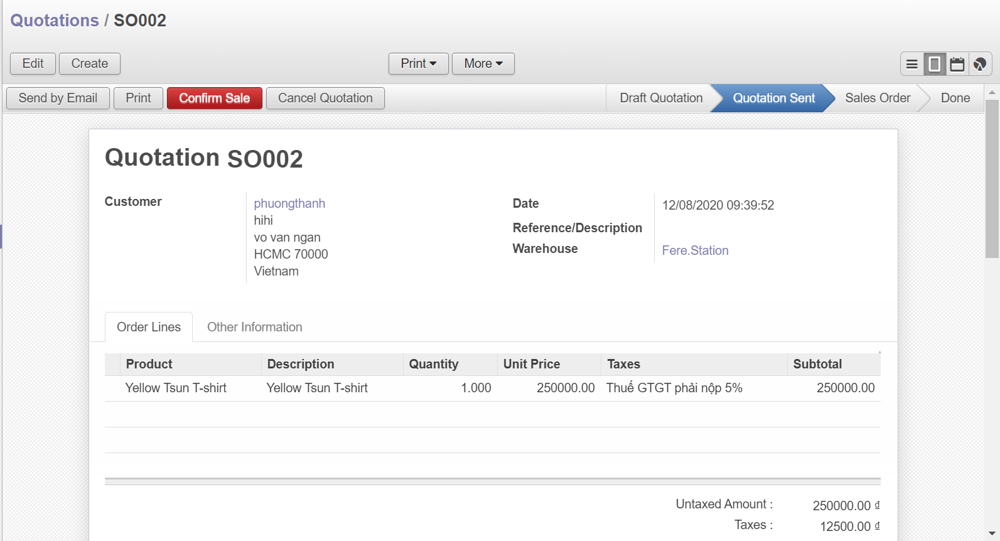 Quotations / SO002
Edit Create Print More
Send by Email Print Confirm Sale Cancel Quotation Draft Quotation Quotation Sent Sales Order Done
Quotation SO002
Customer
phuongthanh
hihi
vo van ngan
HCMC 70000
Vietnam
Date 12/08/2020 09:39:52
Reference/Description
Warehouse Fere.Station
Order Lines Other Information
Product Description Quantity Unit Price Taxes Subtotal
Yellow Tsun T-shirt Yellow Tsun T-shirt 1.000 250000.00 Thuế GTGT phải nộp 5% 250000.00
Untaxed Amount : 250000.00 ₫
Taxes : 12500.00 ₫